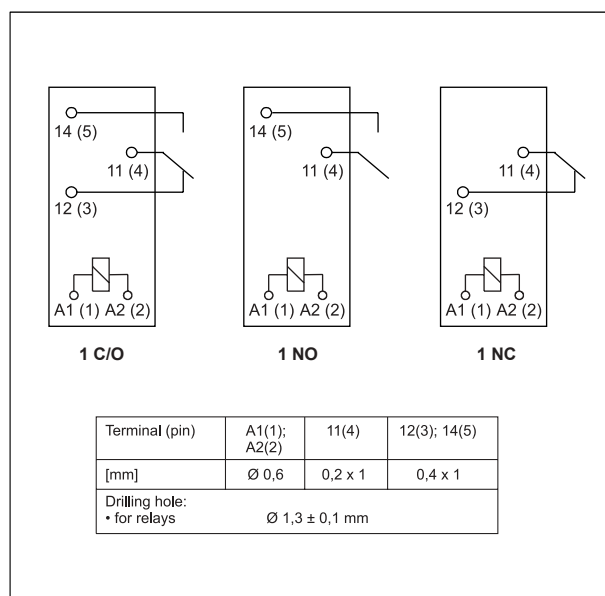 14 (5)
11 (4)
12 (3)
A1 (1) A2 (2)
1 C/O
14 (5)
11 (4)
A1 (1) A2 (2)
1 NO
11 (4)
12 (3)
A1 (1) A2 (2)
1 NC
Terminal (pin) A1(1); 11(4) 12(3); 14(5)
A2(2)
[mm] Ø 0,6 0,2 x 1 0,4 x 1
Drilling hole:
• for relays Ø 1,3 ± 0,1 mm